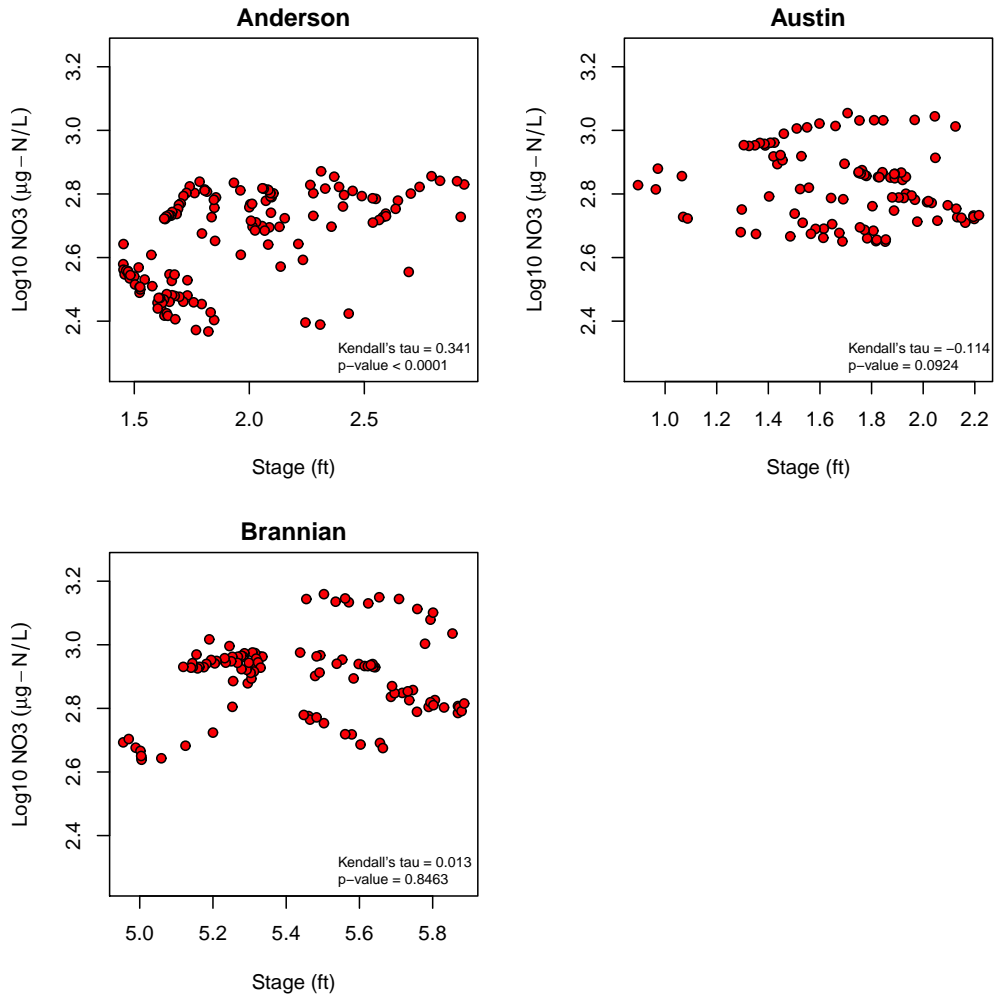 Anderson
Log10 NO3 (μg−N/L)
3.2
3.0
2.8
2.6
2.4
Kendall's tau = 0.341
p−value < 0.0001
1.5
2.0
2.5
Stage (ft)
Austin
Log10 NO3 (μg−N/L)
3.2
3.0
2.8
2.6
2.4
Kendall's tau = −0.114
p−value = 0.0924
1.0
1.2
1.4
1.6
1.8
2.0
2.2
Stage (ft)
Brannian
Log10 NO3 (μg−N/L)
3.2
3.0
2.8
2.6
2.4
Kendall's tau = 0.013
p−value = 0.8463
5.0
5.2
5.4
5.6
5.8
Stage (ft)